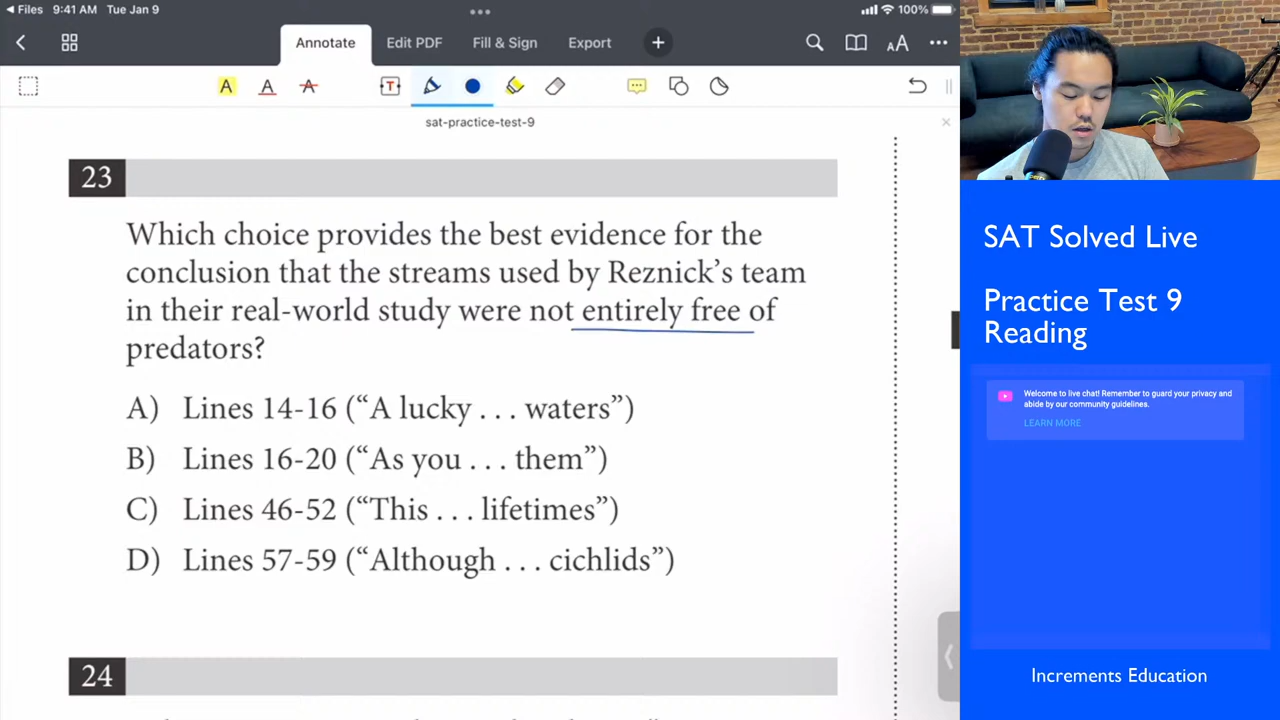 Files 9:41 AM Tue Jan 9 100%
Annotate Edit PDF Fill & Sign Export
A A A T
sat-practice-test-9
23
Which choice provides the best evidence for the
conclusion that the streams used by Reznick’s team
in their real-world study were not entirely free of
predators?
A) Lines 14-16 (“A lucky . . . waters”)
B) Lines 16-20 (“As you . . . them”)
C) Lines 46-52 (“This . . . lifetimes”)
D) Lines 57-59 (“Although . . . cichlids”)
24
SAT Solved Live
Practice Test 9
Reading
Welcome to live chat! Remember to guard your privacy and
abide by our community guidelines.
LEARN MORE
Increments Education